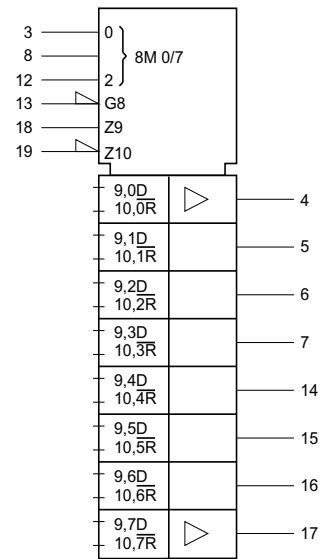 3 0
8 8M 0/7
12 2
13 G8
18 Z9
19 Z10
9,0D
10,0R 4
9,1D
10,1R 5
9,2D
10,2R 6
9,3D
10,3R 7
9,4D
10,4R 14
9,5D
10,5R 15
9,6D
10,6R 16
9,7D
10,7R 17